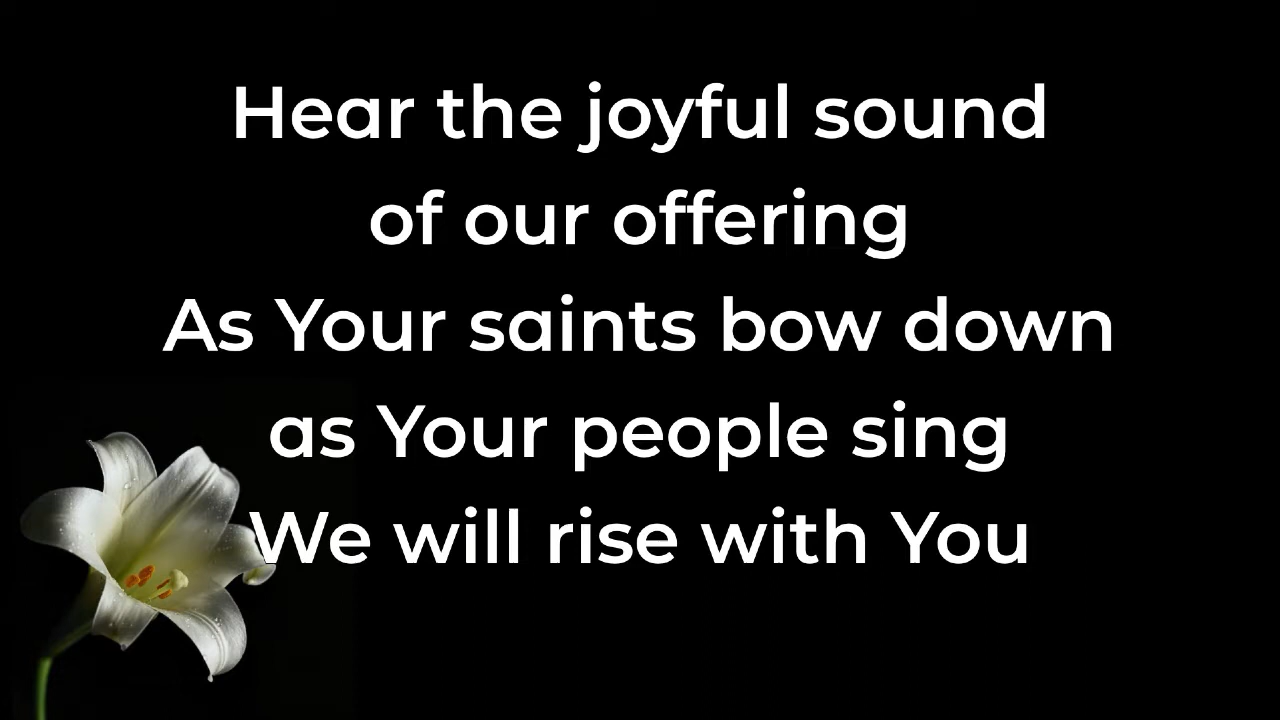 Hear the joyful sound
of our offering
As Your saints bow down
as Your people sing
We will rise with You